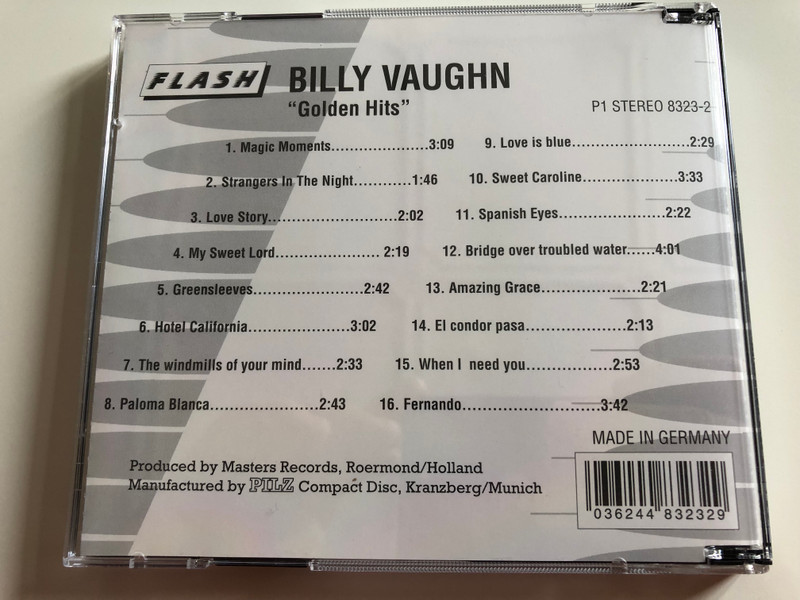 FLASH
BILLY VAUGHN
“Golden Hits”
P1 STEREO 8323-2
1. Magic Moments......................3:09
2. Strangers In The Night............1:46
3. Love Story............................2:02
4. My Sweet Lord....................... 2:19
5. Greensleeves........................2:42
6. Hotel California.......................3:02
7. The windmills of your mind.......2:33
8. Paloma Blanca.......................2:43
9. Love is blue..........................2:29
10. Sweet Caroline.....................3:33
11. Spanish Eyes.......................2:22
12. Bridge over troubled water......4:01
13. Amazing Grace.....................2:21
14. El condor pasa.....................2:13
15. When I need you..................2:53
16. Fernando..............................3:42
MADE IN GERMANY
Produced by Masters Records, Roermond/Holland
Manufactured by PILZ Compact Disc, Kranzberg/Munich
036244 832329